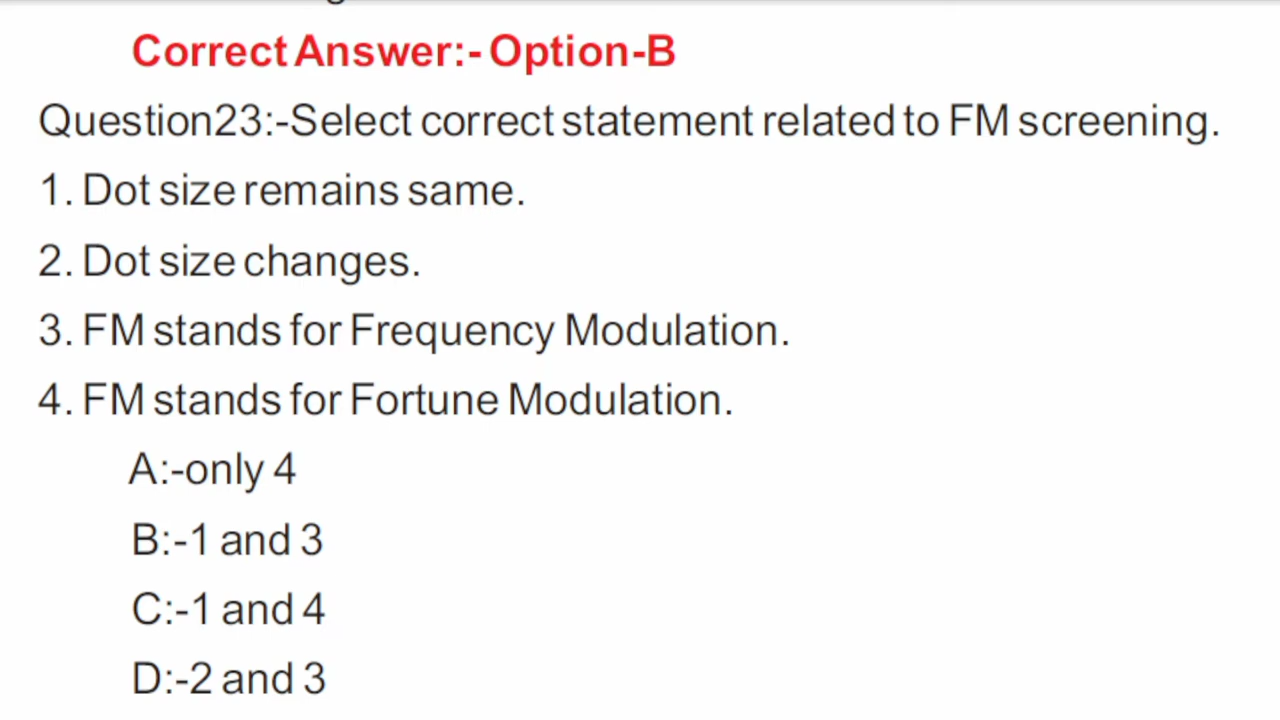 Correct Answer:- Option-B
Question23:-Select correct statement related to FM screening.
1. Dot size remains same.
2. Dot size changes.
3. FM stands for Frequency Modulation.
4. FM stands for Fortune Modulation.
A:-only 4
B:-1 and 3
C:-1 and 4
D:-2 and 3